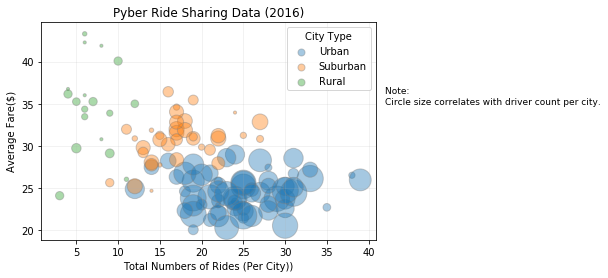 Pyber Ride Sharing Data (2016)
City Type
Urban
Suburban
Rural
Average Fare($)
40
35
30
25
20
5 10 15 20 25 30 35 40
Total Numbers of Rides (Per City))
Note:
Circle size correlates with driver count per city.